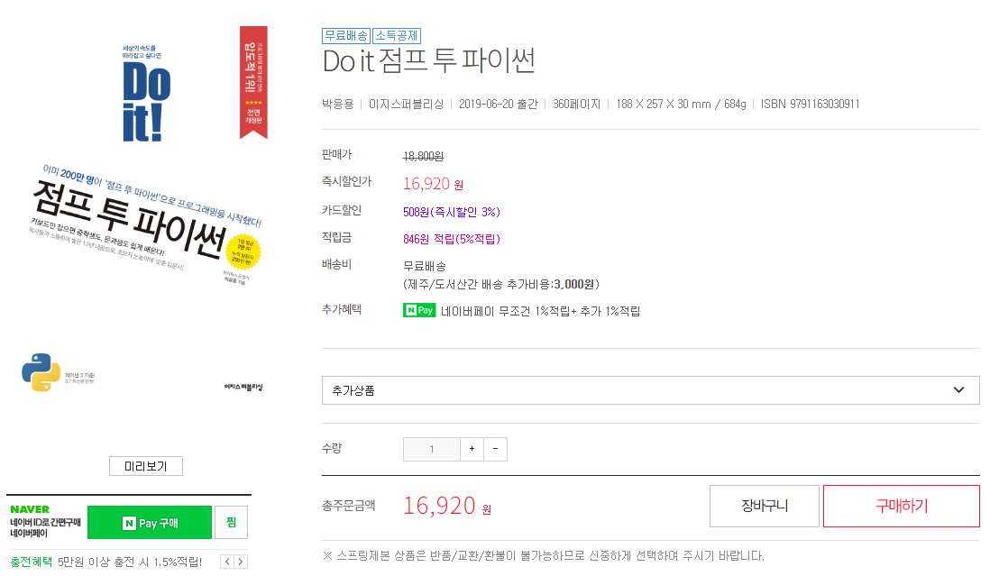 세상의 속도를
따라잡고 싶다면
Do
it!
프로그래밍 분야 8년 연속
압도적 1위!
★★★★
전면
개정판
이미 200만 명이 '점프 투 파이썬'으로 프로그래밍을 시작했다!
점프 투 파이썬
키보드만 잡으면 중학생도, 문과생도 쉽게 배운다!
파이썬 3 기준!
이지스 퍼블리싱
미리보기
NAVER
네이버 ID로 간편구매
네이버페이
N Pay 구매
찜
충전혜택 5만원 이상 충전 시 1.5%적립!
무료배송 소득공제
Do it 점프 투 파이썬
박응용 | 이지스퍼블리싱 | 2019-06-20 출간 | 360페이지 | 188 X 257 X 30 mm / 684g | ISBN 9791163030911
판매가 18,800원
즉시할인가 16,920 원
카드할인 508원(즉시할인 3%)
적립금 846원 적립(5%적립)
배송비 무료배송
(제주/도서산간 배송 추가비용:3,000원)
추가혜택 N Pay 네이버페이 무조건 1%적립+ 추가 1%적립
추가상품
수량 1 + -
총주문금액 16,920 원 장바구니 구매하기
※ 스프링제본 상품은 반품/교환/환불이 불가능하므로 신중하게 선택하여 주시기 바랍니다.